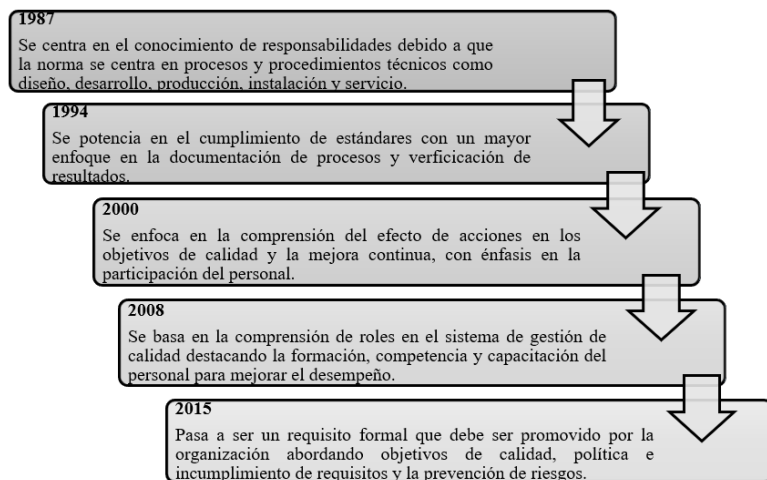 1987
Se centra en el conocimiento de responsabilidades debido a que
la norma se centra en procesos y procedimientos técnicos como
diseño, desarrollo, producción, instalación y servicio.
1994
Se potencia en el cumplimiento de estándares con un mayor
enfoque en la documentación de procesos y verificicación de
resultados.
2000
Se enfoca en la comprensión del efecto de acciones en los
objetivos de calidad y la mejora continua, con énfasis en la
participación del personal.
2008
Se basa en la comprensión de roles en el sistema de gestión de
calidad destacando la formación, competencia y capacitación del
personal para mejorar el desempeño.
2015
Pasa a ser un requisito formal que debe ser promovido por la
organización abordando objetivos de calidad, política e
incumplimiento de requisitos y la prevención de riesgos.